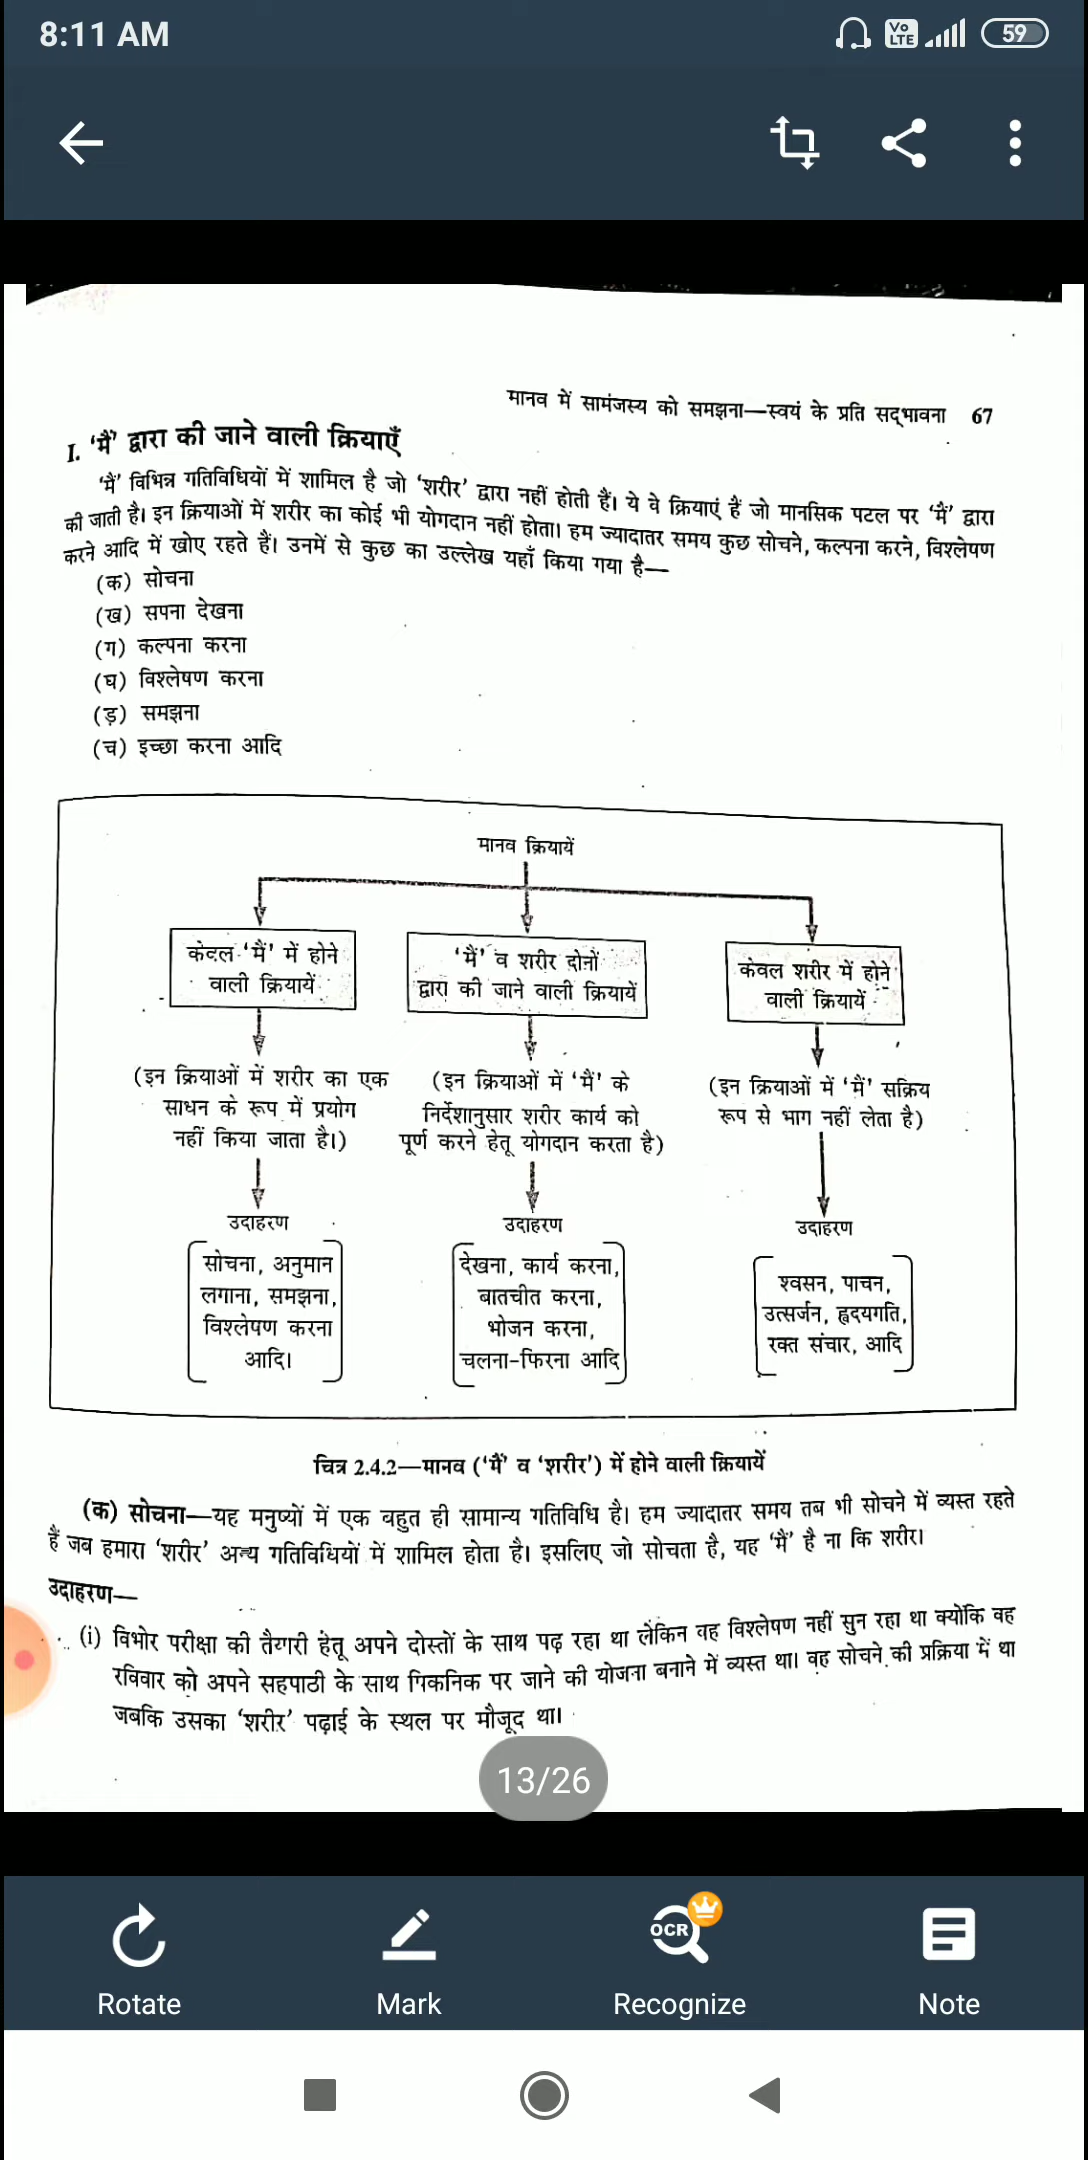 8:11 AM
Vo
LTE
59
मानव में सामंजस्य को समझना—स्वयं के प्रति सद्भावना 67
I. 'मैं' द्वारा की जाने वाली क्रियाएँ
'मैं' विभिन्न गतिविधियों में शामिल है जो 'शरीर' द्वारा नहीं होती हैं। ये वे क्रियाएं हैं जो मानसिक पटल पर 'मैं' द्वारा
की जाती है। इन क्रियाओं में शरीर का कोई भी योगदान नहीं होता। हम ज्यादातर समय कुछ सोचने, कल्पना करने, विश्लेषण
करने आदि में खोए रहते हैं। उनमें से कुछ का उल्लेख यहाँ किया गया है—
(क) सोचना
(ख) सपना देखना
(ग) कल्पना करना
(घ) विश्लेषण करना
(ड़) समझना
(च) इच्छा करना आदि
मानव क्रियायें
केवल 'मैं' में होने
वाली क्रियायें
'मैं' व शरीर दोनों
द्वारा की जाने वाली क्रियायें
केवल शरीर में होने
वाली क्रियायें
(इन क्रियाओं में शरीर का एक
साधन के रूप में प्रयोग
नहीं किया जाता है।)
(इन क्रियाओं में 'मैं' के
निर्देशानुसार शरीर कार्य को
पूर्ण करने हेतू योगदान करता है)
(इन क्रियाओं में 'मैं' सक्रिय
रूप से भाग नहीं लेता है)
उदाहरण
सोचना, अनुमान
लगाना, समझना,
विश्लेषण करना
आदि।
उदाहरण
देखना, कार्य करना,
बातचीत करना,
भोजन करना,
चलना-फिरना आदि
उदाहरण
श्वसन, पाचन,
उत्सर्जन, हृदयगति,
रक्त संचार, आदि
चित्र 2.4.2—मानव ('मैं' व 'शरीर') में होने वाली क्रियायें
(क) सोचना—यह मनुष्यों में एक बहुत ही सामान्य गतिविधि है। हम ज्यादातर समय तब भी सोचने में व्यस्त रहते
हैं जब हमारा 'शरीर' अन्य गतिविधियों में शामिल होता है। इसलिए जो सोचता है, यह 'मैं' है ना कि शरीर।
उदाहरण—
(i) विभोर परीक्षा की तैयारी हेतू अपने दोस्तों के साथ पढ़ रहा था लेकिन वह विश्लेषण नहीं सुन रहा था क्योंकि वह
रविवार को अपने सहपाठी के साथ पिकनिक पर जाने की योजना बनाने में व्यस्त था। वह सोचने की प्रक्रिया में था
जबकि उसका 'शरीर' पढ़ाई के स्थल पर मौजूद था।
13/26
OCR
Rotate
Mark
Recognize
Note